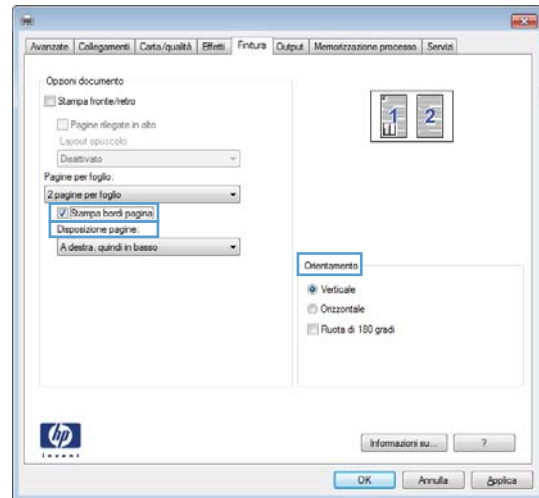 Avanzate Collegamenti Carta/qualità Effetti Finitura Output Memorizzazione processo Servizi
Opzioni documento
Stampa fronte/retro
Pagine rilegate in alto
Layout opuscolo:
Disattivato
Pagine per foglio:
2 pagine per foglio
Stampa bordi pagina
Disposizione pagine:
A destra, quindi in basso
1 2
Orientamento
Verticale
Orizzontale
Ruota di 180 gradi
hp
invent
Informazioni su... ?
OK Annulla Applica